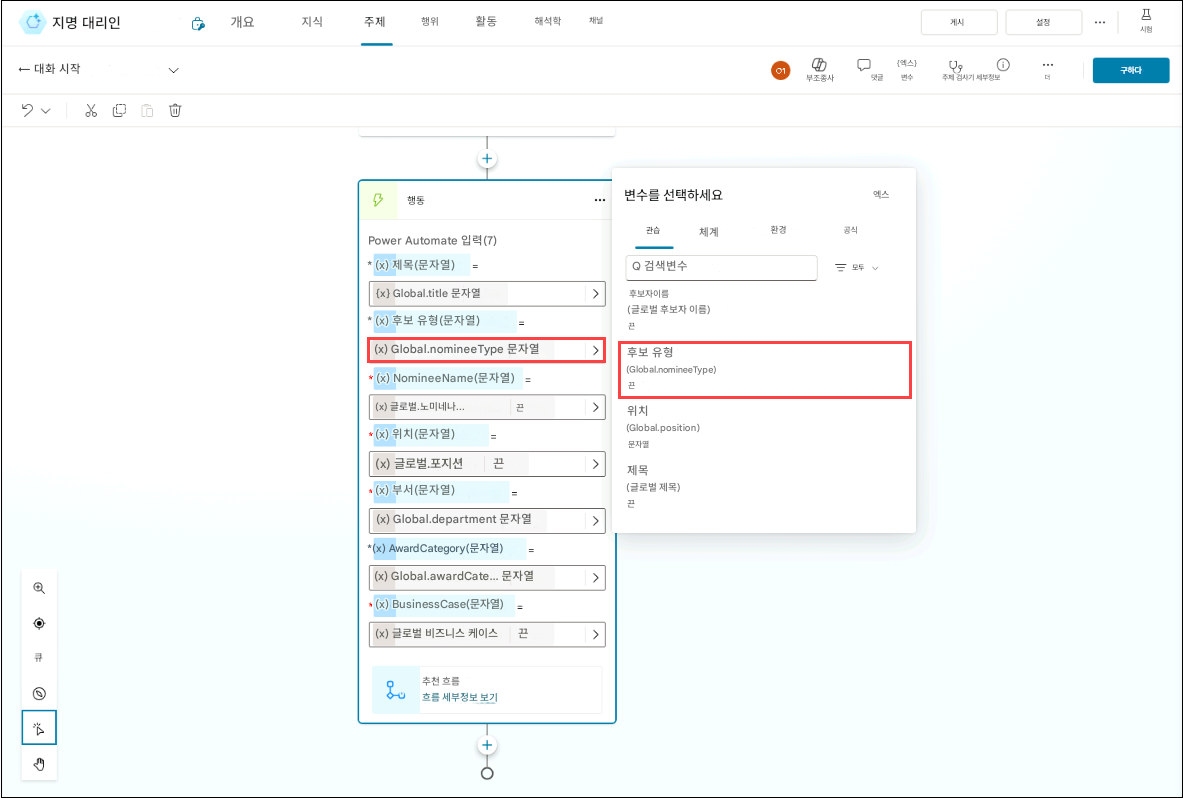 지명 대리인
개요
지식
주제
행위
활동
해석학
채널
게시
설정
...
시험
← 대화 시작
01
부조종사
댓글
{엑스}
변수
주제 검사기
세부정보
...
더
구하다
행동
...
Power Automate 입력(7)
* (x) 제목(문자열) =
{x} Global.title 문자열
* (x) 후보 유형(문자열) =
(x) Global.nomineeType 문자열
* (x) NomineeName(문자열) =
(x) 글로벌.노미네나... 끈
* (x) 위치(문자열) =
(x) 글로벌.포지션 끈
* (x) 부서(문자열) =
(x) Global.department 문자열
* (x) AwardCategory(문자열) =
(x) Global.awardCate... 문자열
* (x) BusinessCase(문자열) =
(x) 글로벌 비즈니스 케이스 끈
추천 흐름
흐름 세부정보 보기
변수를 선택하세요
엑스
관습
체계
환경
공식
Q 검색변수
모두
후보자이름
(글로벌 후보자 이름)
끈
후보 유형
(Global.nomineeType)
끈
위치
(Global.position)
문자열
제목
(글로벌 제목)
끈
큐